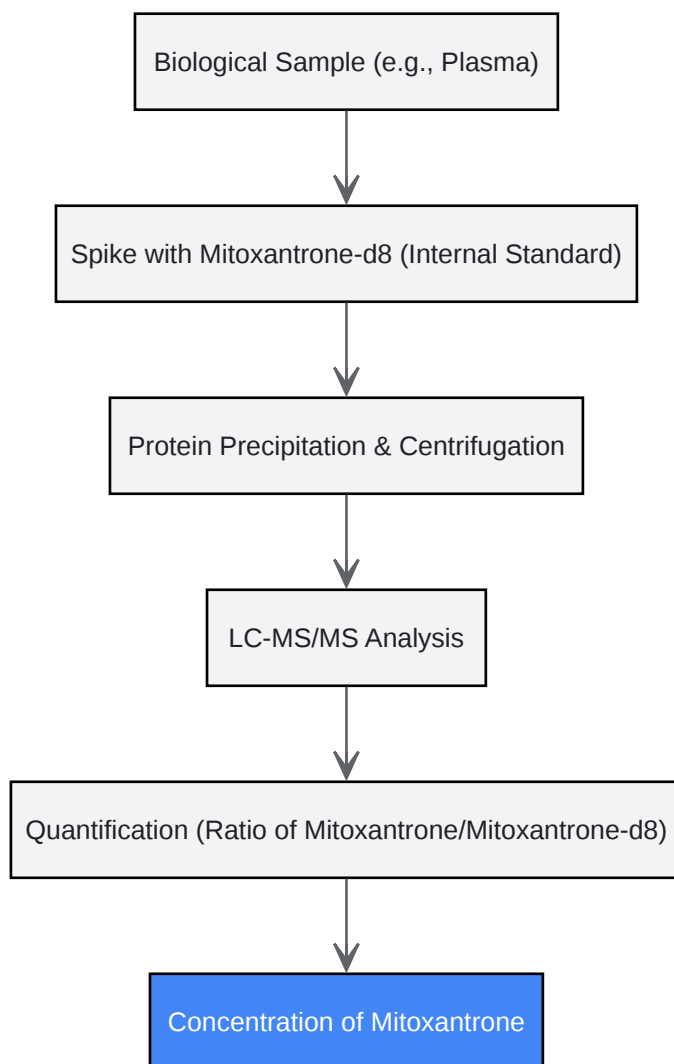 Biological Sample (e.g., Plasma)
Spike with Mitoxantrone-d8 (Internal Standard)
Protein Precipitation & Centrifugation
LC-MS/MS Analysis
Quantification (Ratio of Mitoxantrone/Mitoxantrone-d8)
Concentration of Mitoxantrone